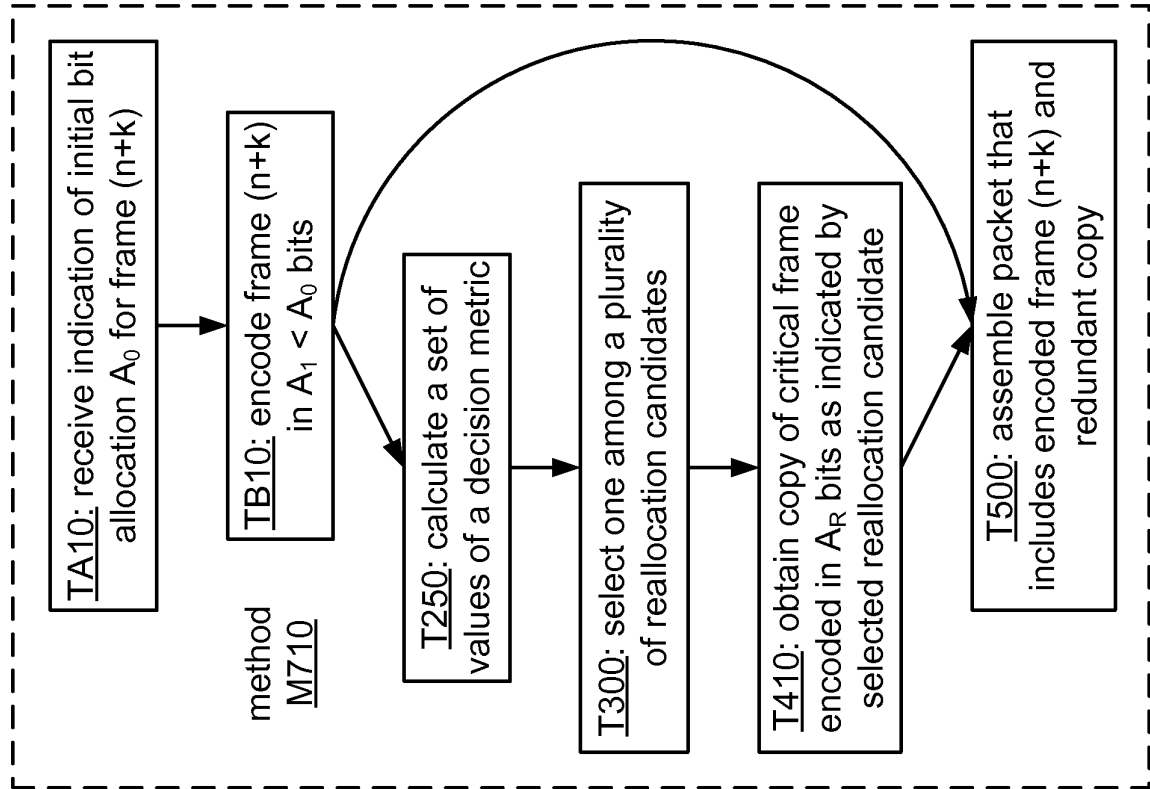 TA10: receive indication of initial bit
allocation A₀ for frame (n+k)
TB10: encode frame (n+k)
in A₁ < A₀ bits
method
M710
T250: calculate a set of
values of a decision metric
T300: select one among a plurality
of reallocation candidates
T410: obtain copy of critical frame
encoded in Aᵣ bits as indicated by
selected reallocation candidate
T500: assemble packet that
includes encoded frame (n+k) and
redundant copy